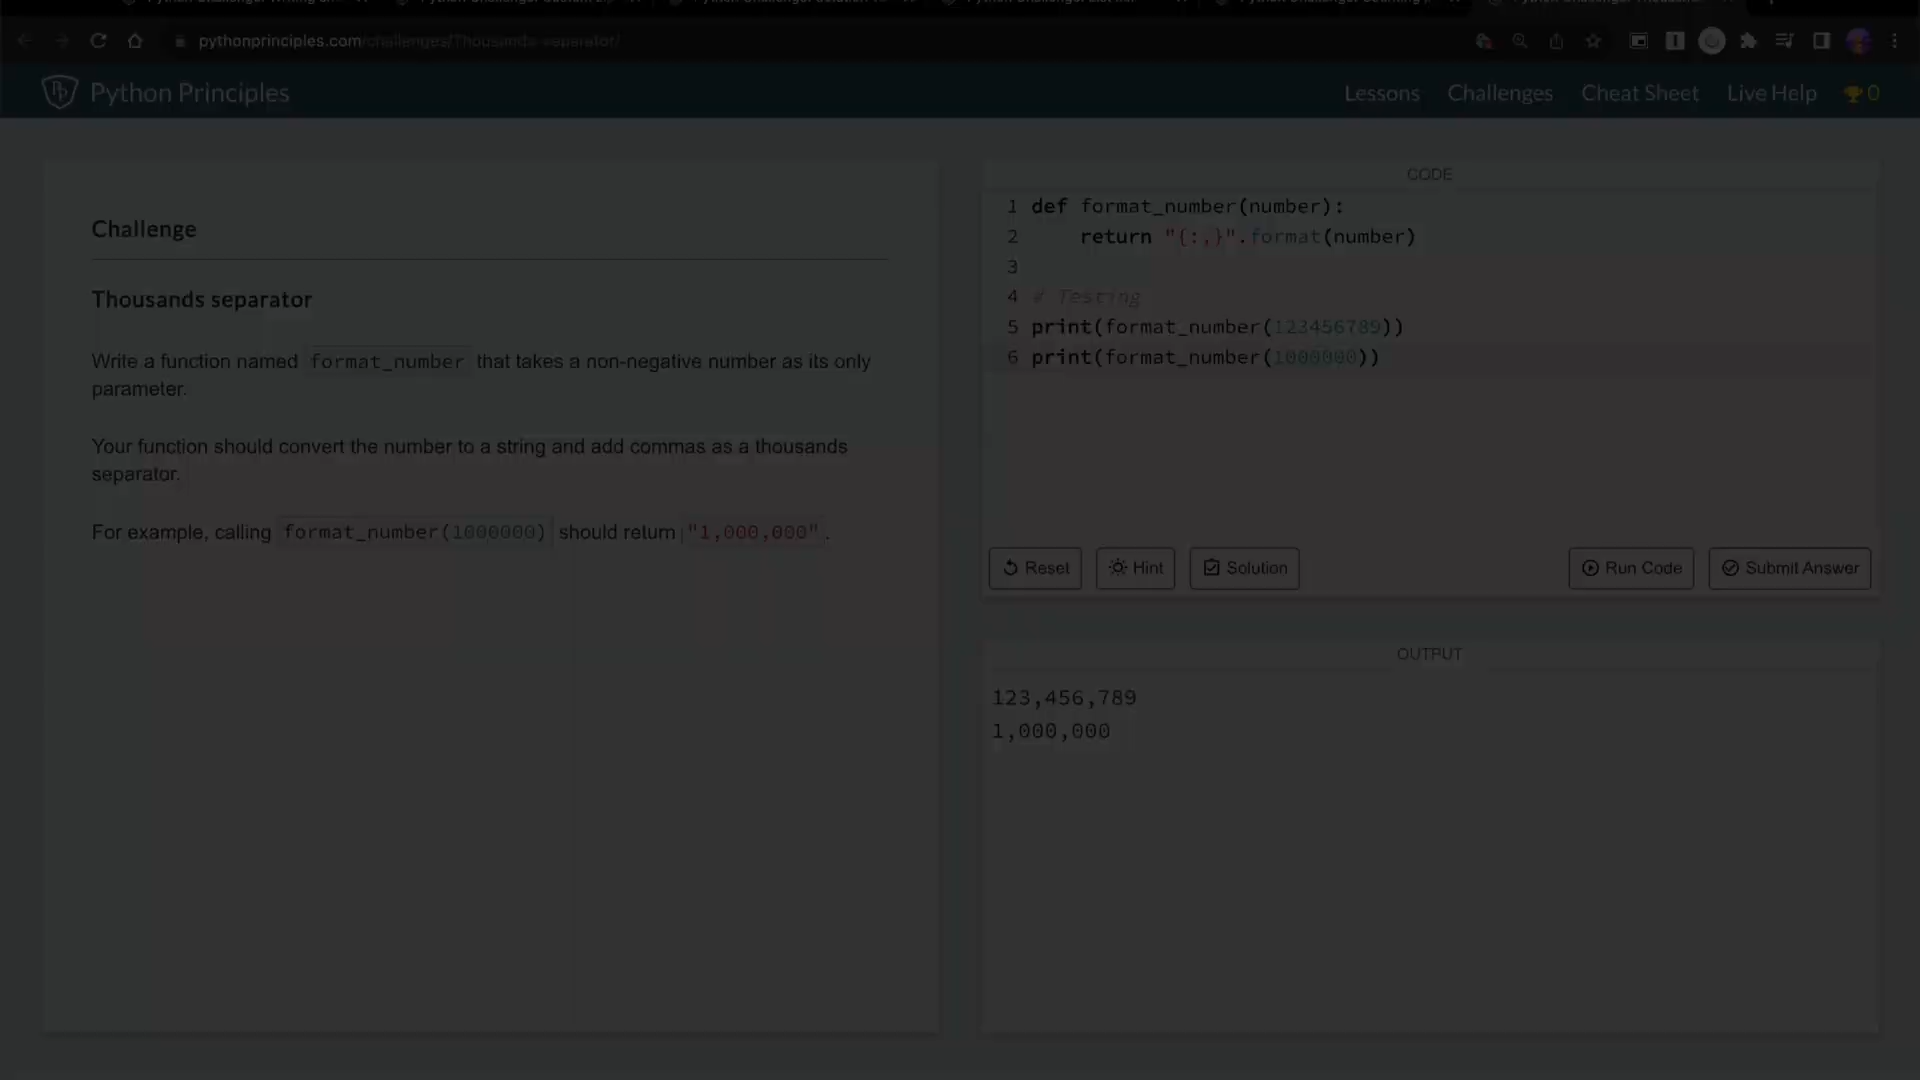 pythonprinciples.com/challenges/Thousands-separator/
Python Principles
Lessons
Challenges
Cheat Sheet
Live Help
0
Challenge
Thousands separator
Write a function named format_number that takes a non-negative number as its only
parameter.
Your function should convert the number to a string and add commas as a thousands
separator.
For example, calling format_number(1000000) should return "1,000,000".
CODE
1 def format_number(number):
2 return "{:,}".format(number)
3
4 # Testing
5 print(format_number(123456789))
6 print(format_number(1000000))
Reset
Hint
Solution
Run Code
Submit Answer
OUTPUT
123,456,789
1,000,000